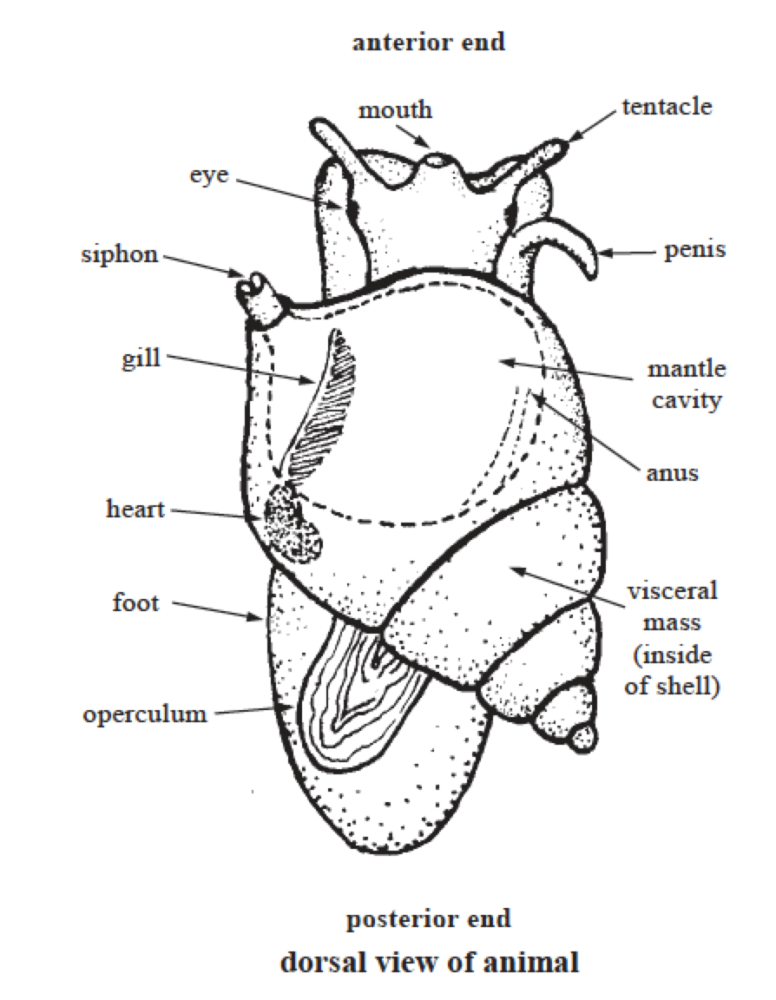 anterior end
mouth
tentacle
eye
siphon
penis
gill
mantle
cavity
anus
heart
foot
visceral
mass
(inside
of shell)
operculum
posterior end
dorsal view of animal